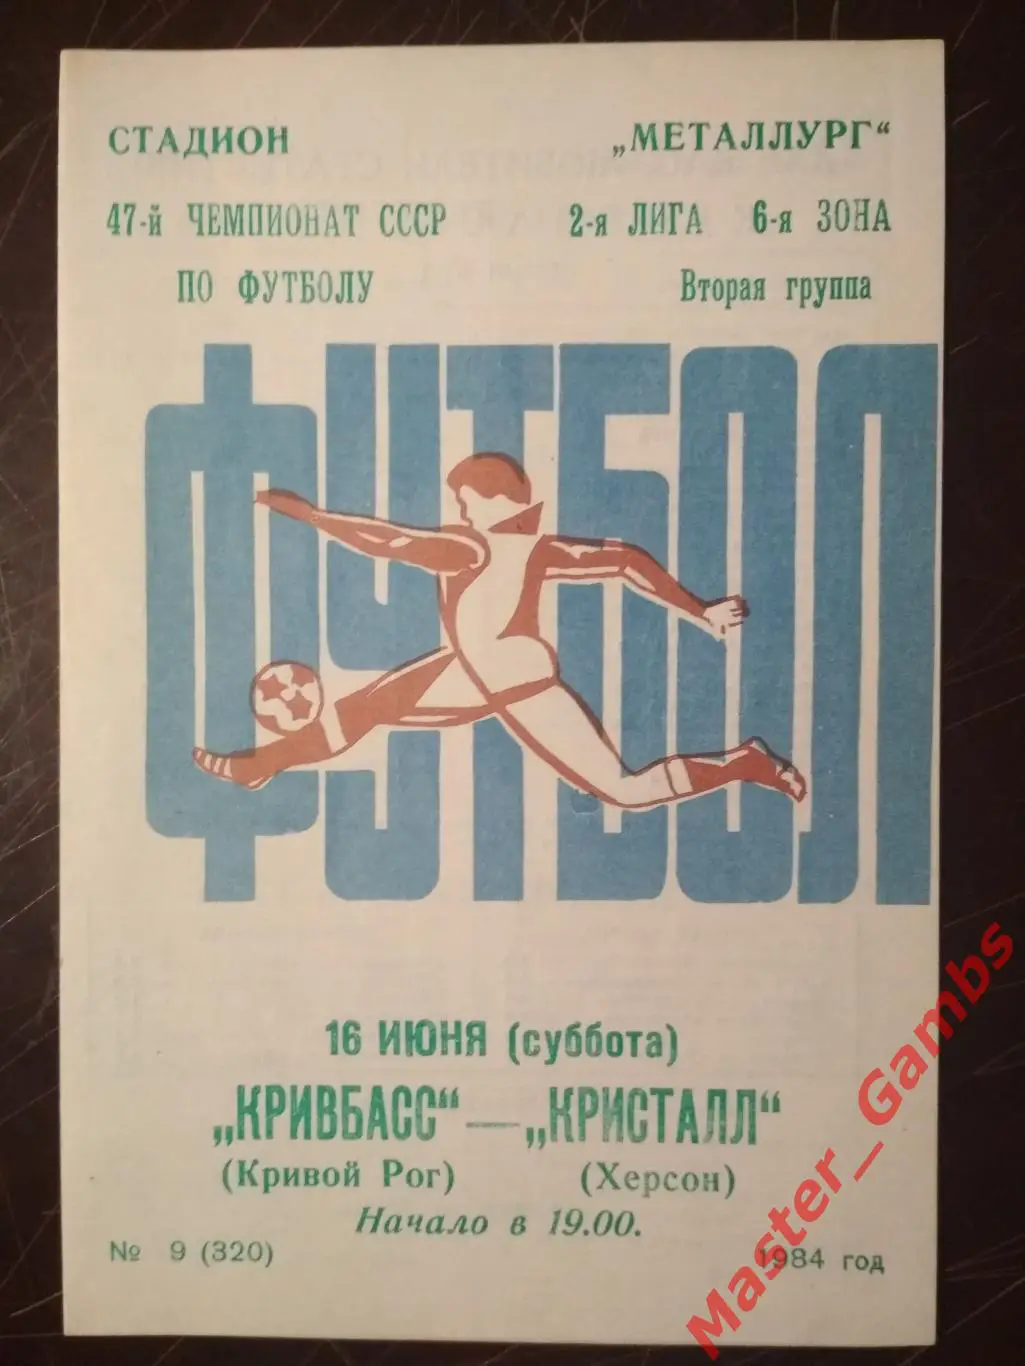 СТАДИОН „МЕТАЛЛУРГ“
47-й ЧЕМПИОНАТ СССР 2-я ЛИГА 6-я ЗОНА
ПО ФУТБОЛУ Вторая группа
ФУТБОЛ
16 ИЮНЯ (суббота)
„КРИВБАСС“ — „КРИСТАЛЛ“
(Кривой Рог) (Херсон)
Начало в 19.00.
№ 9 (320) 1984 год
Master_Gambs